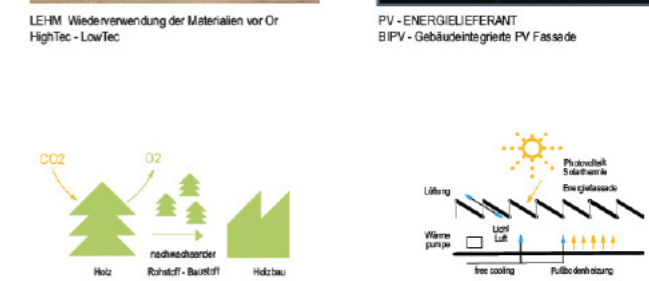 LEHM Wiederverwendung der Materialien vor Or
HighTec - LowTec
PV - ENERGIELIEFERANT
BIPV - Gebäudeintegrierte PV Fassade
CO2
O2
nachwachsender
Holz
Rohstoff - Baustoff
Holzbau
Photovoltaik
Solarthermie
Energiefassade
Lüftung
Licht
Luft
Wärme
pumpe
free cooling
Fußbodenheizung